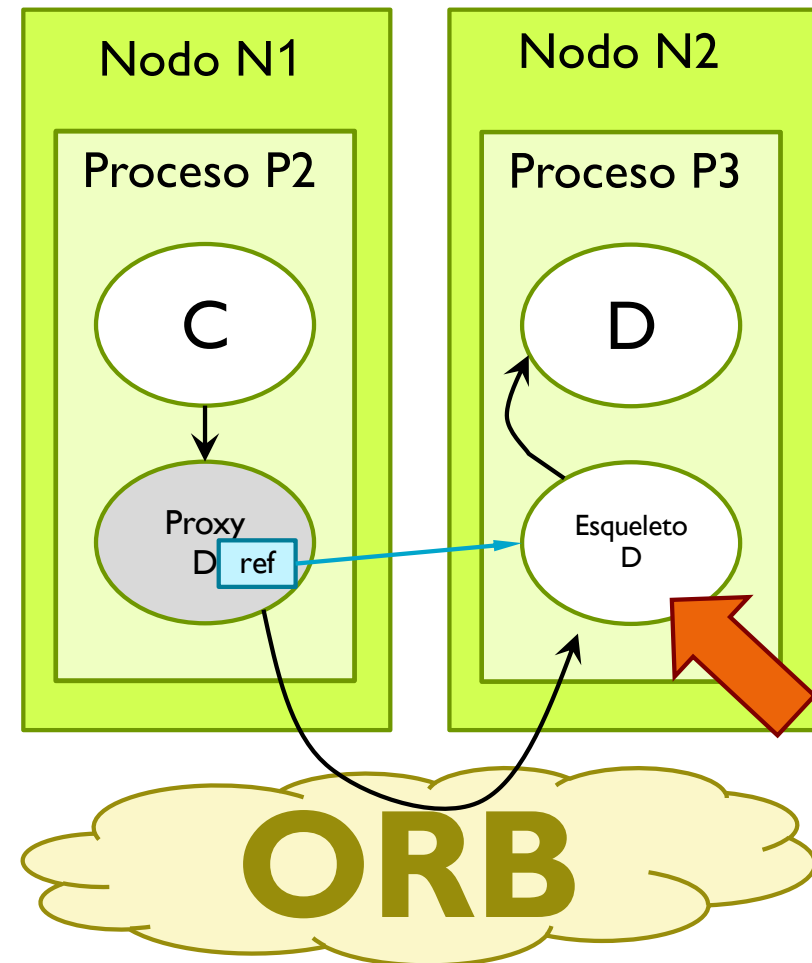 Nodo N1
Proceso P2
C
Proxy
D
ref
Nodo N2
Proceso P3
D
Esqueleto
D
ORB